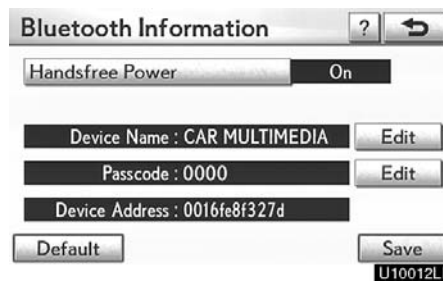 Bluetooth Information ?
Handsfree Power On
Device Name : CAR MULTIMEDIA Edit
Passcode : 0000 Edit
Device Address : 0016fe8f327d
Default Save
U10012L